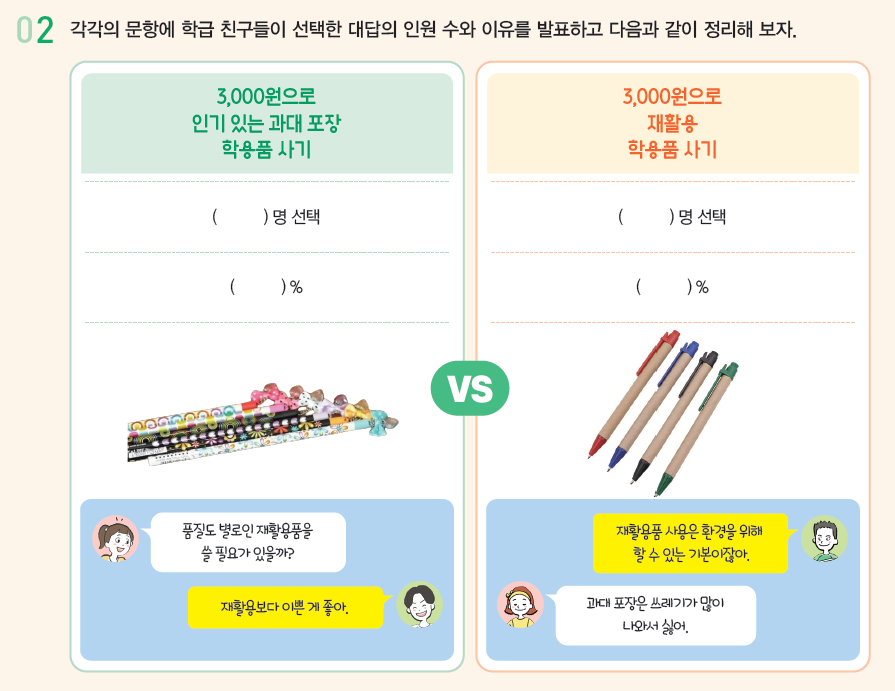 02 각각의 문항에 학급 친구들이 선택한 대답의 인원 수와 이유를 발표하고 다음과 같이 정리해 보자.
3,000원으로
인기 있는 과대 포장
학용품 사기
(          ) 명 선택
(          ) %
VS
품질도 별로인 재활용품을
쓸 필요가 있을까?
재활용보다 이쁜 게 좋아.
3,000원으로
재활용
학용품 사기
(          ) 명 선택
(          ) %
재활용품 사용은 환경을 위해
할 수 있는 기본이잖아.
과대 포장은 쓰레기가 많이
나와서 싫어.